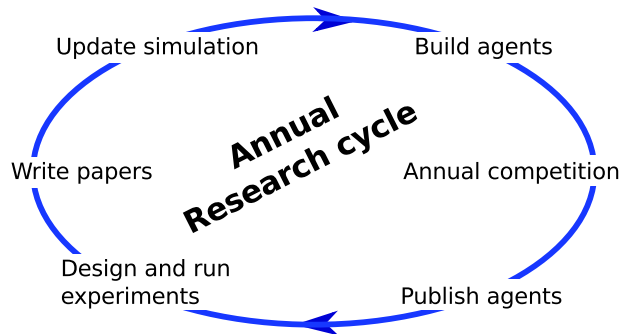 Update simulation
Build agents
Annual
Research cycle
Write papers
Annual competition
Design and run
experiments
Publish agents